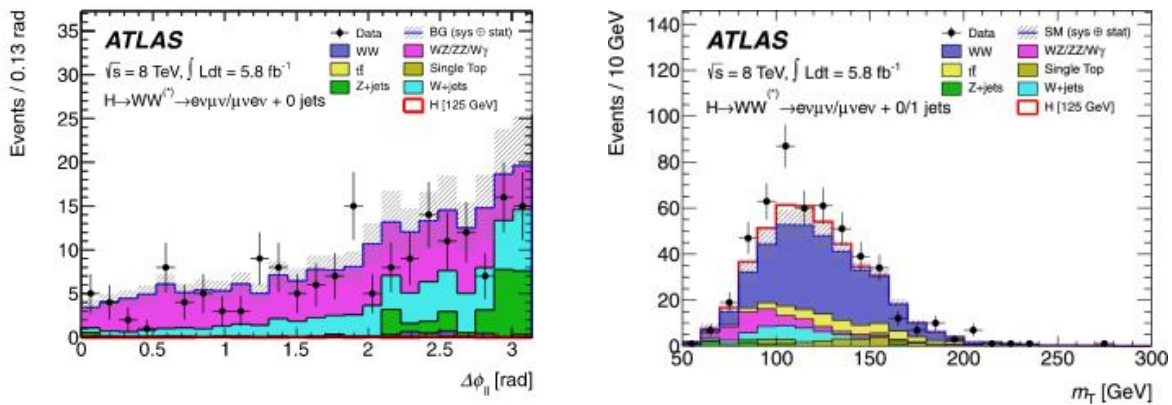 Events / 0.13 rad
35
30
25
20
15
10
5
0
ATLAS
√s = 8 TeV, ∫ Ldt = 5.8 fb⁻¹
H→WW⁽*⁾→eνμν/μνeν + 0 jets
Data
BG (sys ⊕ stat)
WW
WZ/ZZ/Wγ
tt̄
Single Top
Z+jets
W+jets
H [125 GeV]
0 0.5 1 1.5 2 2.5 3
Δϕll [rad]
Events / 10 GeV
140
120
100
80
60
40
20
0
ATLAS
√s = 8 TeV, ∫ Ldt = 5.8 fb⁻¹
H→WW⁽*⁾→eνμν/μνeν + 0/1 jets
Data
SM (sys ⊕ stat)
WW
WZ/ZZ/Wγ
tt̄
Single Top
Z+jets
W+jets
H [125 GeV]
50 100 150 200 250 300
mT [GeV]